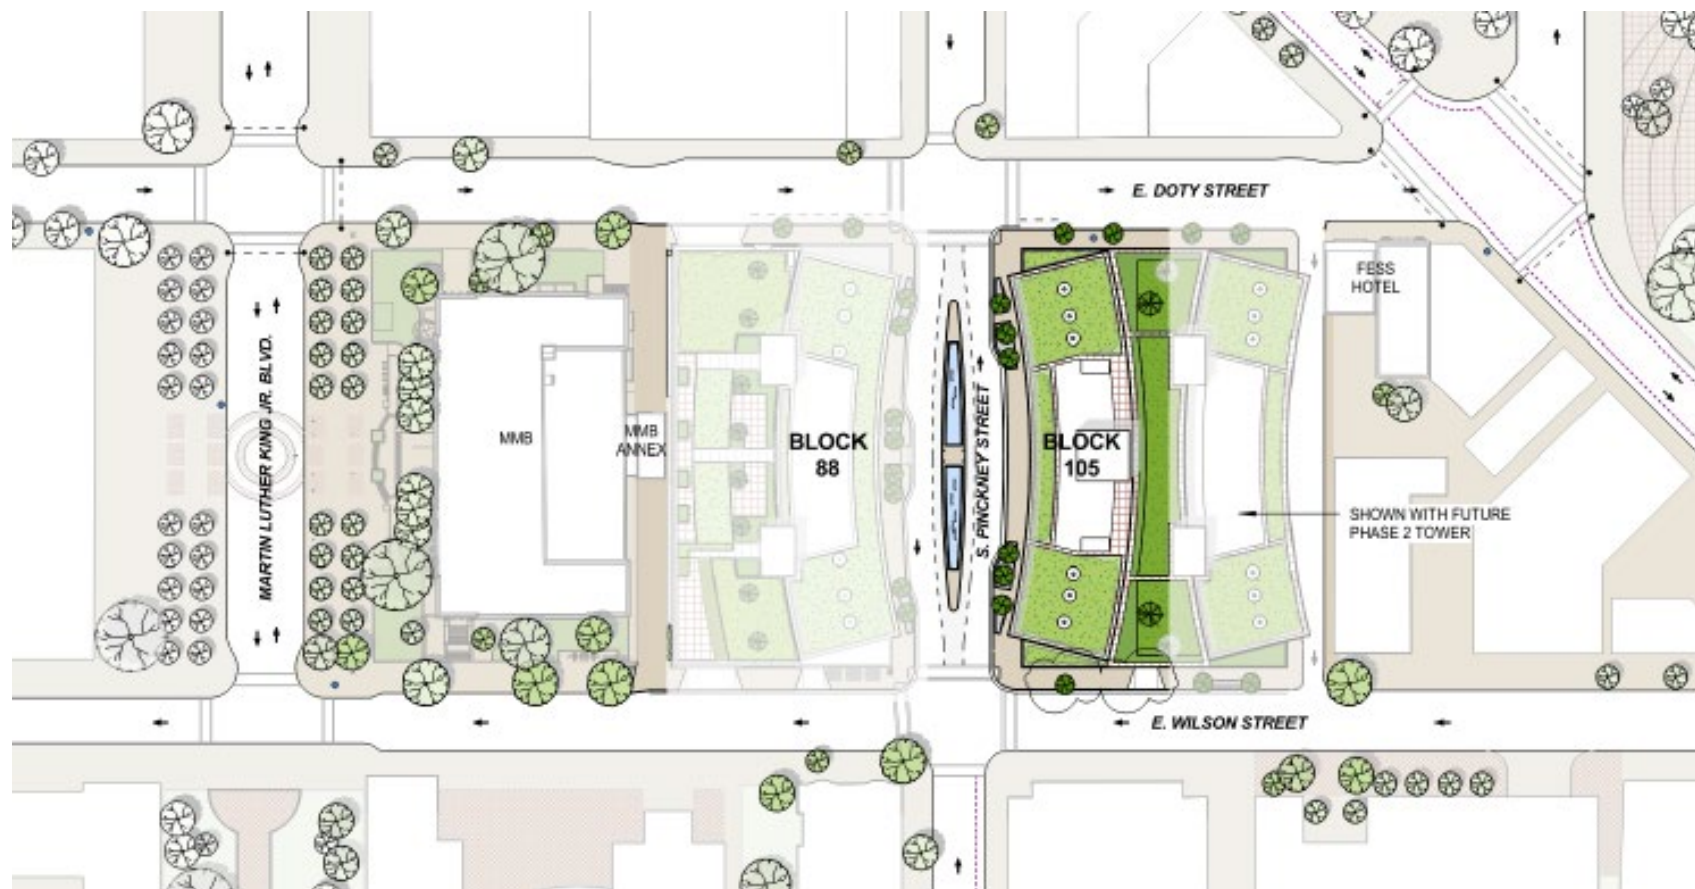 E. DOTY STREET
FESS
HOTEL
MARTIN LUTHER KING JR. BLVD.
MMB
MMB
ANNEX
BLOCK
88
S. PINCKNEY STREET
BLOCK
105
SHOWN WITH FUTURE
PHASE 2 TOWER
E. WILSON STREET